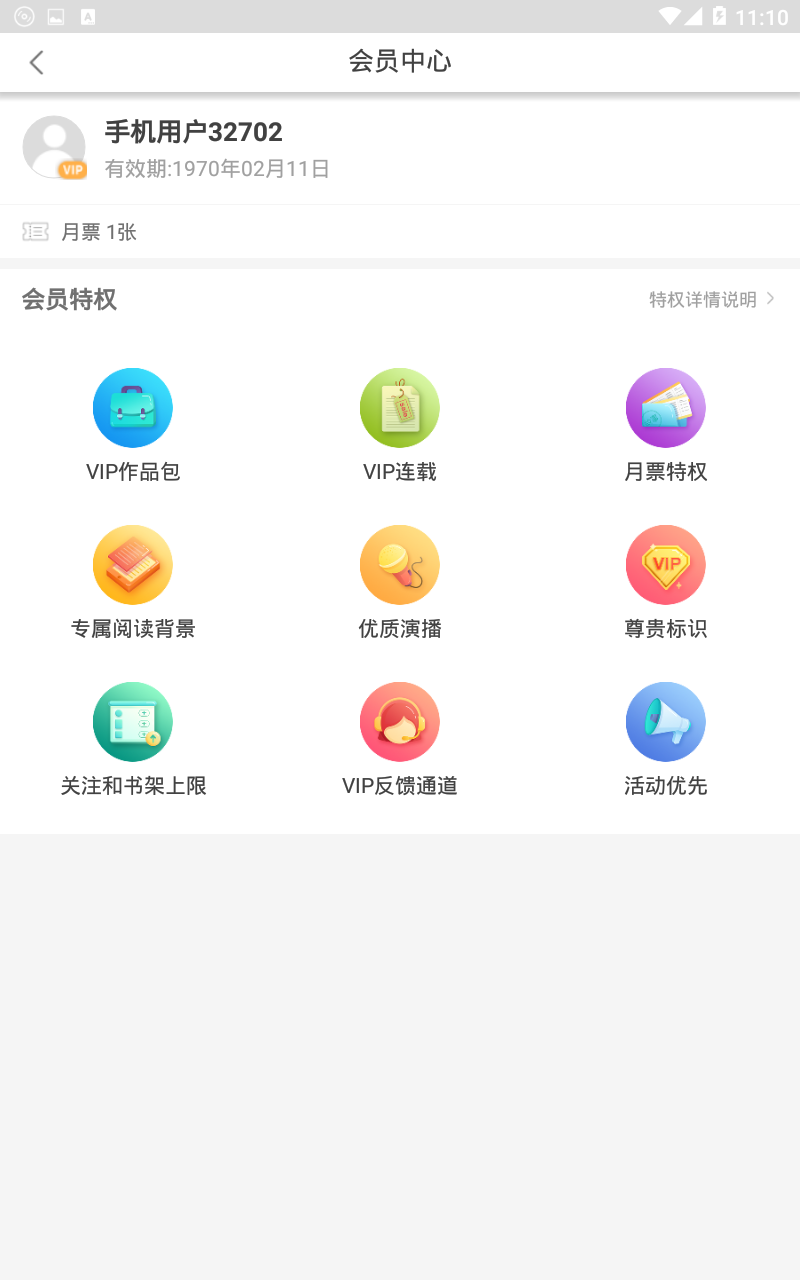 11:10
会员中心
手机用户32702
VIP
有效期:1970年02月11日
月票 1张
会员特权
特权详情说明
VIP作品包
VIP连载
月票特权
VIP
专属阅读背景
优质演播
尊贵标识
关注和书架上限
VIP反馈通道
活动优先